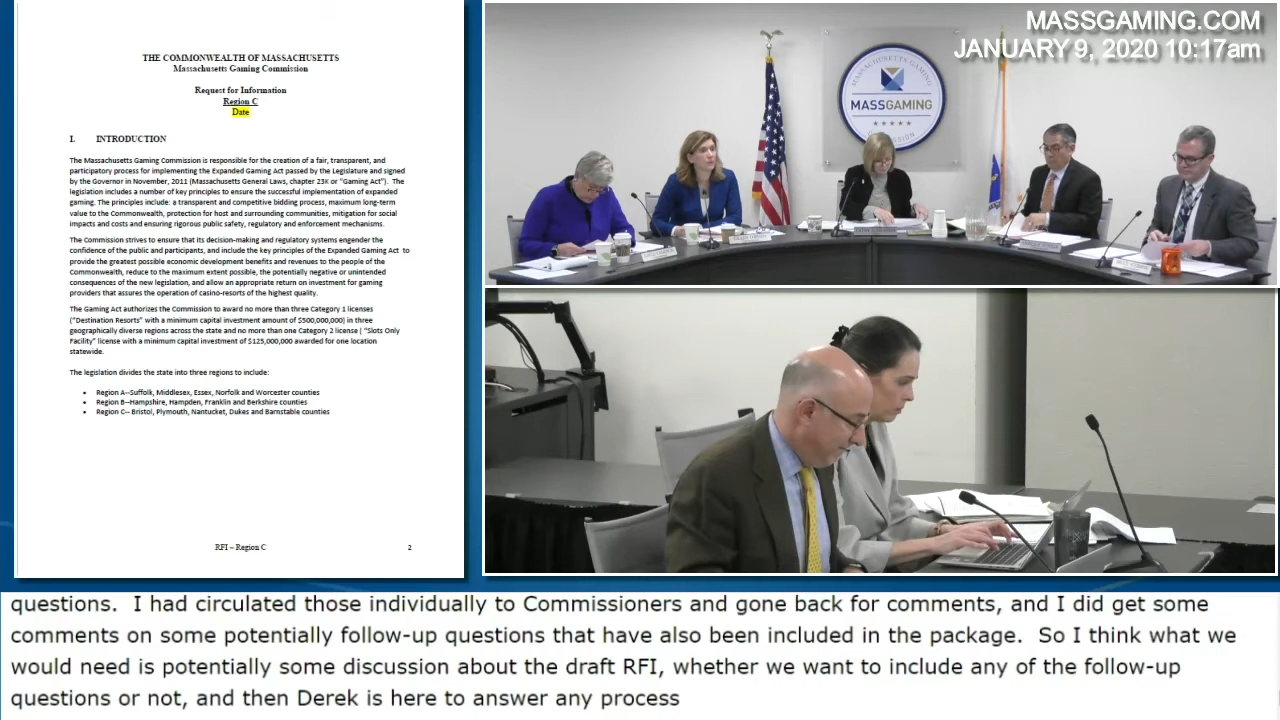 THE COMMONWEALTH OF MASSACHUSETTS
Massachusetts Gaming Commission
Request for Information
Region C
Date
I. INTRODUCTION
The Massachusetts Gaming Commission is responsible for the creation of a fair, transparent, and
participatory process for implementing the Expanded Gaming Act passed by the Legislature and signed
by the Governor in November, 2011 (Massachusetts General Laws, chapter 23K or "Gaming Act"). The
legislation includes a number of key principles to ensure the successful implementation of expanded
gaming. The principles include: a transparent and competitive bidding process, maximum long-term
value to the Commonwealth, protection for host and surrounding communities, mitigation for social
impacts and costs and ensuring rigorous public safety, regulatory and enforcement mechanisms.
The Commission strives to ensure that its decision-making and regulatory systems engender the
confidence of the public and participants, and include the key principles of the Expanded Gaming Act to
provide the greatest possible economic development benefits and revenues to the people of the
Commonwealth, reduce to the maximum extent possible, the potentially negative or unintended
consequences of the new legislation, and allow an appropriate return on investment for gaming
providers that assures the operation of casino-resorts of the highest quality.
The Gaming Act authorizes the Commission to award no more than three Category 1 licenses
("Destination Resorts" with a minimum capital investment amount of $500,000,000) in three
geographically diverse regions across the state and no more than one Category 2 license ( "Slots Only
Facility" license with a minimum capital investment of $125,000,000 awarded for one location
statewide.
The legislation divides the state into three regions to include:
• Region A--Suffolk, Middlesex, Essex, Norfolk and Worcester counties
• Region B--Hampshire, Hampden, Franklin and Berkshire counties
• Region C-- Bristol, Plymouth, Nantucket, Dukes and Barnstable counties
RFI – Region C 2
MASSGAMING.COM
JANUARY 9, 2020 10:17am
MASSACHUSETTS GAMING
MASSGAMING
COMMISSION
questions. I had circulated those individually to Commissioners and gone back for comments, and I did get some
comments on some potentially follow-up questions that have also been included in the package. So I think what we
would need is potentially some discussion about the draft RFI, whether we want to include any of the follow-up
questions or not, and then Derek is here to answer any process